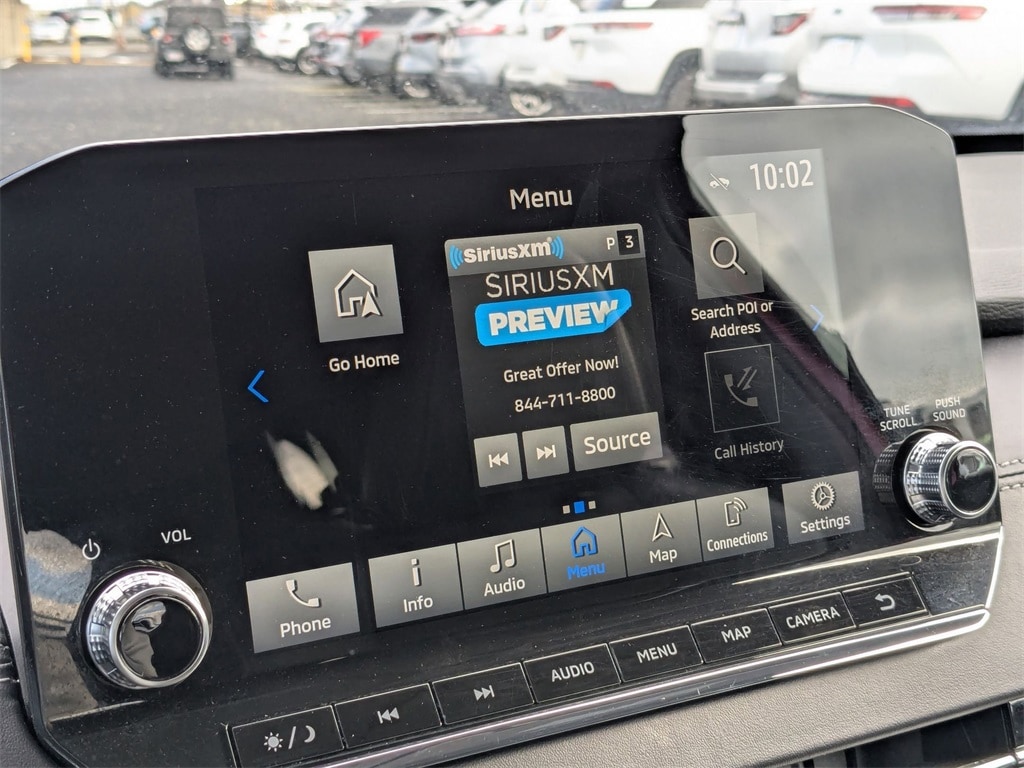 10:02
Menu
SiriusXM P 3
SIRIUSXM
PREVIEW
Great Offer Now!
844-711-8800
Source
Go Home
Search POI or
Address
Call History
TUNE
SCROLL
PUSH
SOUND
VOL
Phone
Info
Audio
Menu
Map
Connections
Settings
AUDIO
MENU
MAP
CAMERA